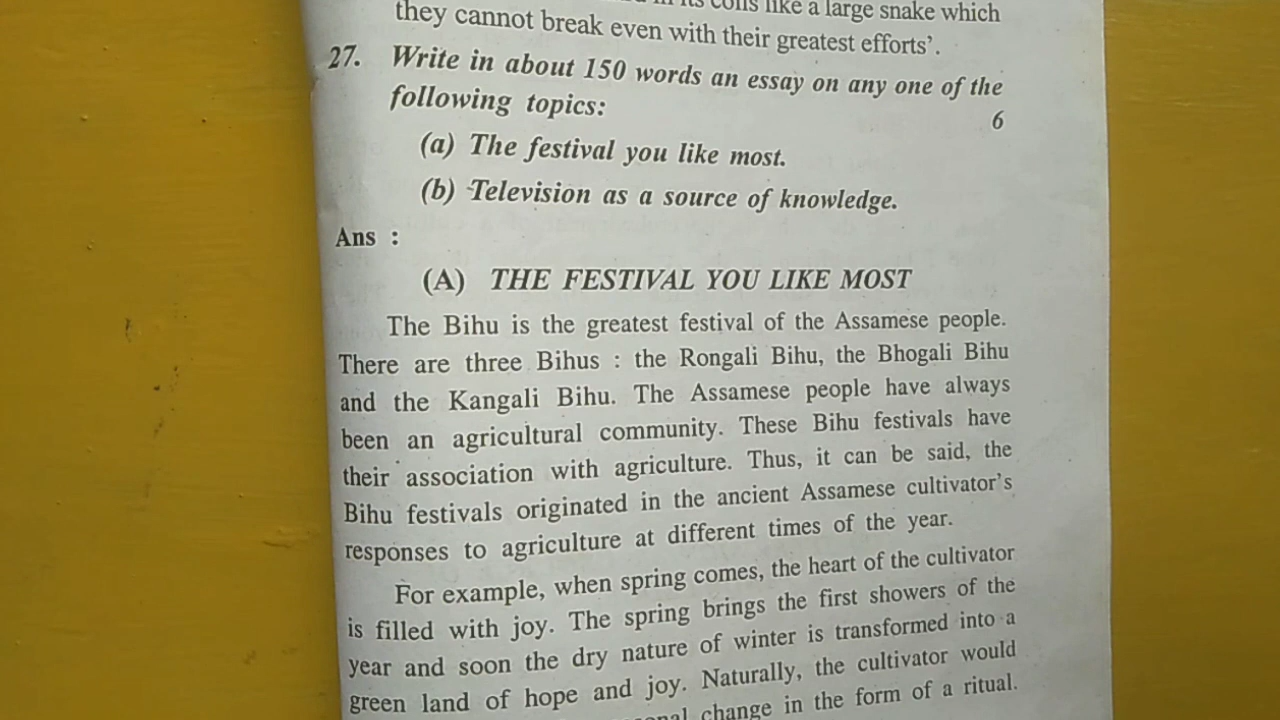 its coils like a large snake which
they cannot break even with their greatest efforts'.
27. Write in about 150 words an essay on any one of the
following topics: 6
(a) The festival you like most.
(b) Television as a source of knowledge.
Ans :
(A) THE FESTIVAL YOU LIKE MOST
The Bihu is the greatest festival of the Assamese people.
There are three Bihus : the Rongali Bihu, the Bhogali Bihu
and the Kangali Bihu. The Assamese people have always
been an agricultural community. These Bihu festivals have
their association with agriculture. Thus, it can be said, the
Bihu festivals originated in the ancient Assamese cultivator's
responses to agriculture at different times of the year.
For example, when spring comes, the heart of the cultivator
is filled with joy. The spring brings the first showers of the
year and soon the dry nature of winter is transformed into a
green land of hope and joy. Naturally, the cultivator would
change in the form of a ritual.